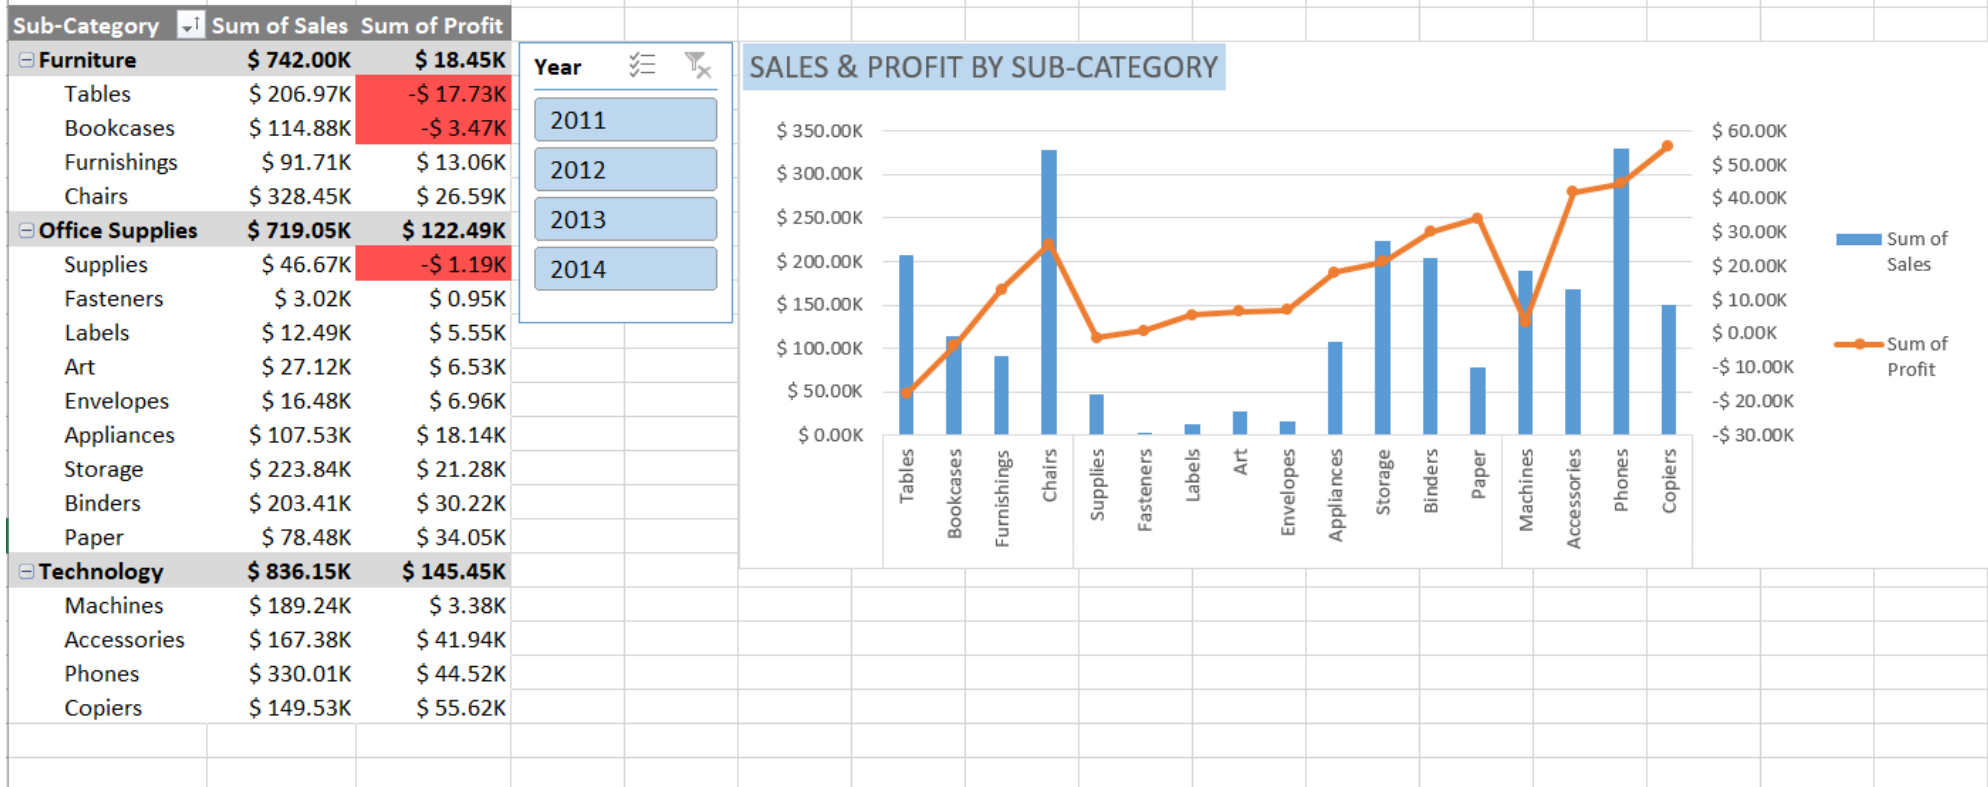 Sub-Category Sum of Sales Sum of Profit
Furniture $ 742.00K $ 18.45K
Tables $ 206.97K -$ 17.73K
Bookcases $ 114.88K -$ 3.47K
Furnishings $ 91.71K $ 13.06K
Chairs $ 328.45K $ 26.59K
Office Supplies $ 719.05K $ 122.49K
Supplies $ 46.67K -$ 1.19K
Fasteners $ 3.02K $ 0.95K
Labels $ 12.49K $ 5.55K
Art $ 27.12K $ 6.53K
Envelopes $ 16.48K $ 6.96K
Appliances $ 107.53K $ 18.14K
Storage $ 223.84K $ 21.28K
Binders $ 203.41K $ 30.22K
Paper $ 78.48K $ 34.05K
Technology $ 836.15K $ 145.45K
Machines $ 189.24K $ 3.38K
Accessories $ 167.38K $ 41.94K
Phones $ 330.01K $ 44.52K
Copiers $ 149.53K $ 55.62K
Year
2011
2012
2013
2014
SALES & PROFIT BY SUB-CATEGORY
$ 350.00K
$ 300.00K
$ 250.00K
$ 200.00K
$ 150.00K
$ 100.00K
$ 50.00K
$ 0.00K
$ 60.00K
$ 50.00K
$ 40.00K
$ 30.00K
$ 20.00K
$ 10.00K
$ 0.00K
-$ 10.00K
-$ 20.00K
-$ 30.00K
Tables
Bookcases
Furnishings
Chairs
Supplies
Fasteners
Labels
Art
Envelopes
Appliances
Storage
Binders
Paper
Machines
Accessories
Phones
Copiers
Sum of
Sales
Sum of
Profit